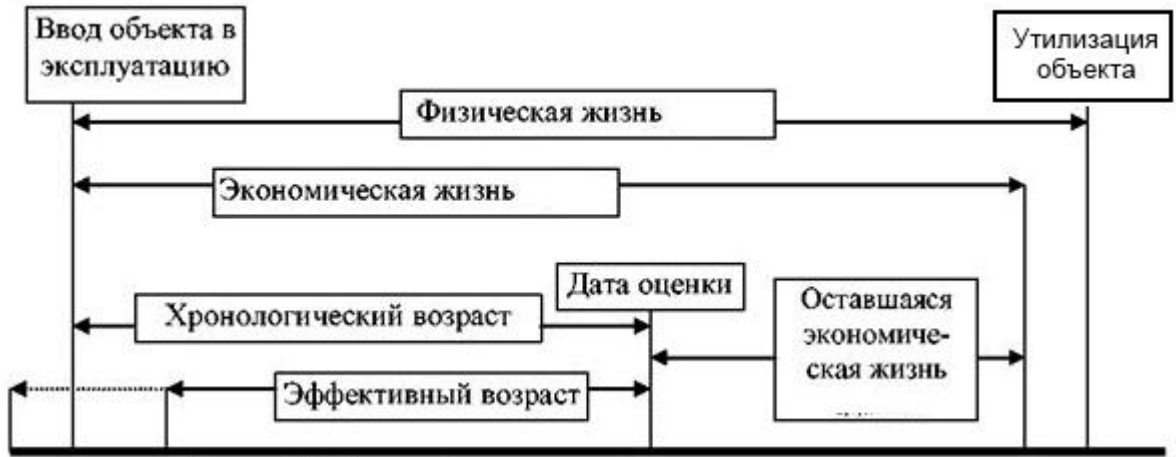 Ввод объекта в
эксплуатацию
Утилизация
объекта
Физическая жизнь
Экономическая жизнь
Дата оценки
Хронологический возраст
Оставшаяся
экономиче-
ская жизнь
Эффективный возраст